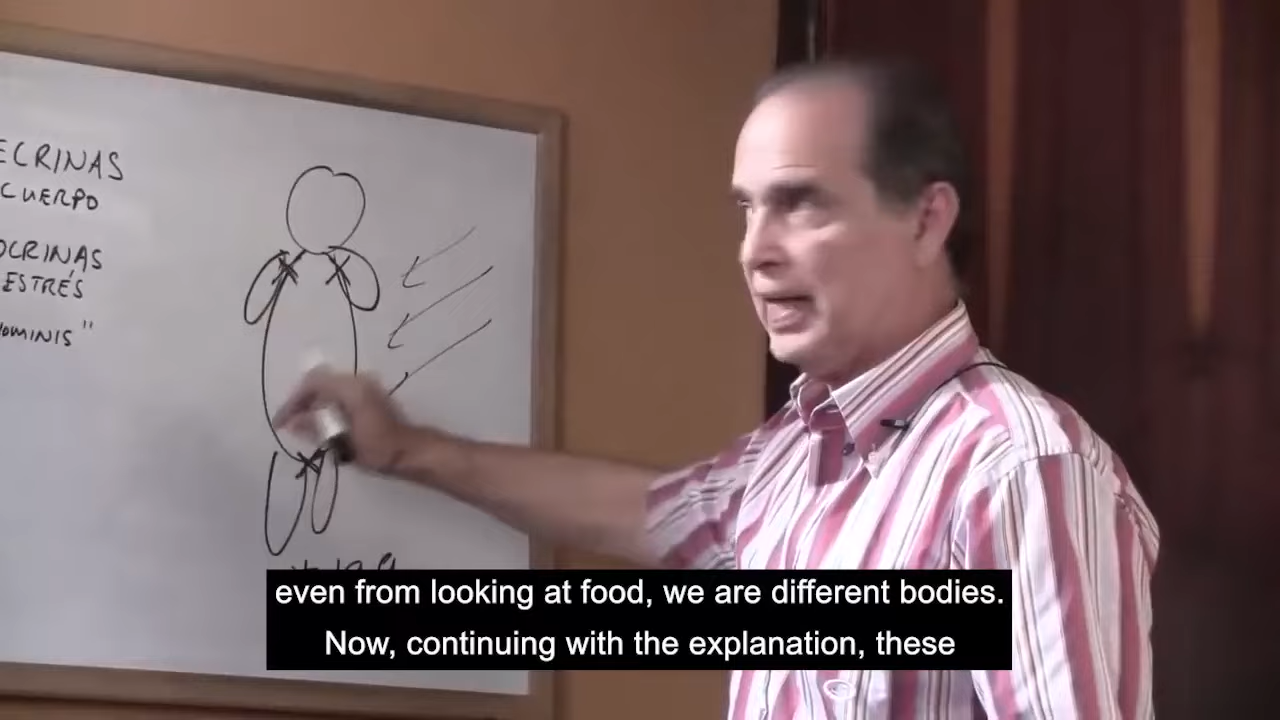 ECRINAS
CUERPO
OCRINAS
ESTRÉS
OMINIS"
even from looking at food, we are different bodies.
Now, continuing with the explanation, these